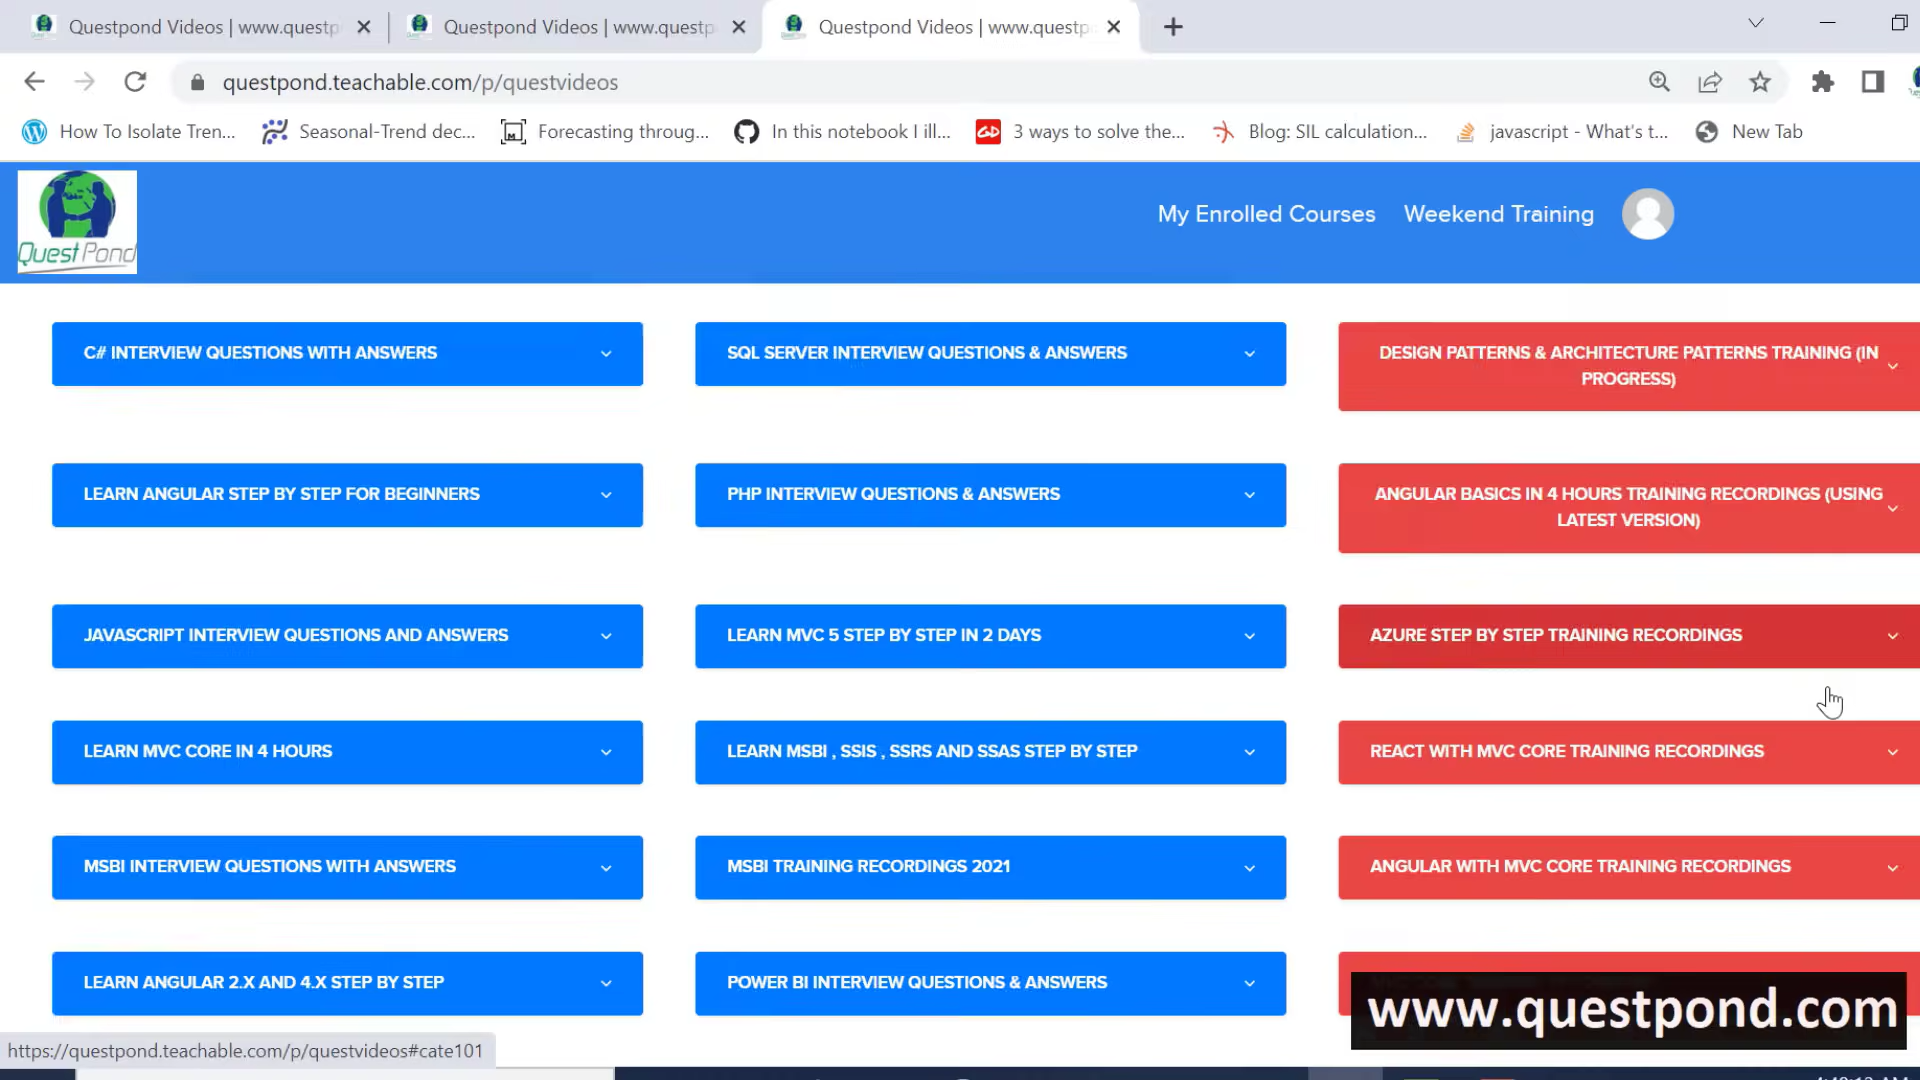 Questpond Videos | www.questp
Questpond Videos | www.questp
Questpond Videos | www.questp
questpond.teachable.com/p/questvideos
How To Isolate Tren...
Seasonal-Trend dec...
Forecasting throug...
In this notebook I ill...
3 ways to solve the...
Blog: SIL calculation...
javascript - What's t...
New Tab
QuestPond
My Enrolled Courses
Weekend Training
C# INTERVIEW QUESTIONS WITH ANSWERS
SQL SERVER INTERVIEW QUESTIONS & ANSWERS
DESIGN PATTERNS & ARCHITECTURE PATTERNS TRAINING (IN
PROGRESS)
LEARN ANGULAR STEP BY STEP FOR BEGINNERS
PHP INTERVIEW QUESTIONS & ANSWERS
ANGULAR BASICS IN 4 HOURS TRAINING RECORDINGS (USING
LATEST VERSION)
JAVASCRIPT INTERVIEW QUESTIONS AND ANSWERS
LEARN MVC 5 STEP BY STEP IN 2 DAYS
AZURE STEP BY STEP TRAINING RECORDINGS
LEARN MVC CORE IN 4 HOURS
LEARN MSBI , SSIS , SSRS AND SSAS STEP BY STEP
REACT WITH MVC CORE TRAINING RECORDINGS
MSBI INTERVIEW QUESTIONS WITH ANSWERS
MSBI TRAINING RECORDINGS 2021
ANGULAR WITH MVC CORE TRAINING RECORDINGS
LEARN ANGULAR 2.X AND 4.X STEP BY STEP
POWER BI INTERVIEW QUESTIONS & ANSWERS
www.questpond.com
https://questpond.teachable.com/p/questvideos#cate101